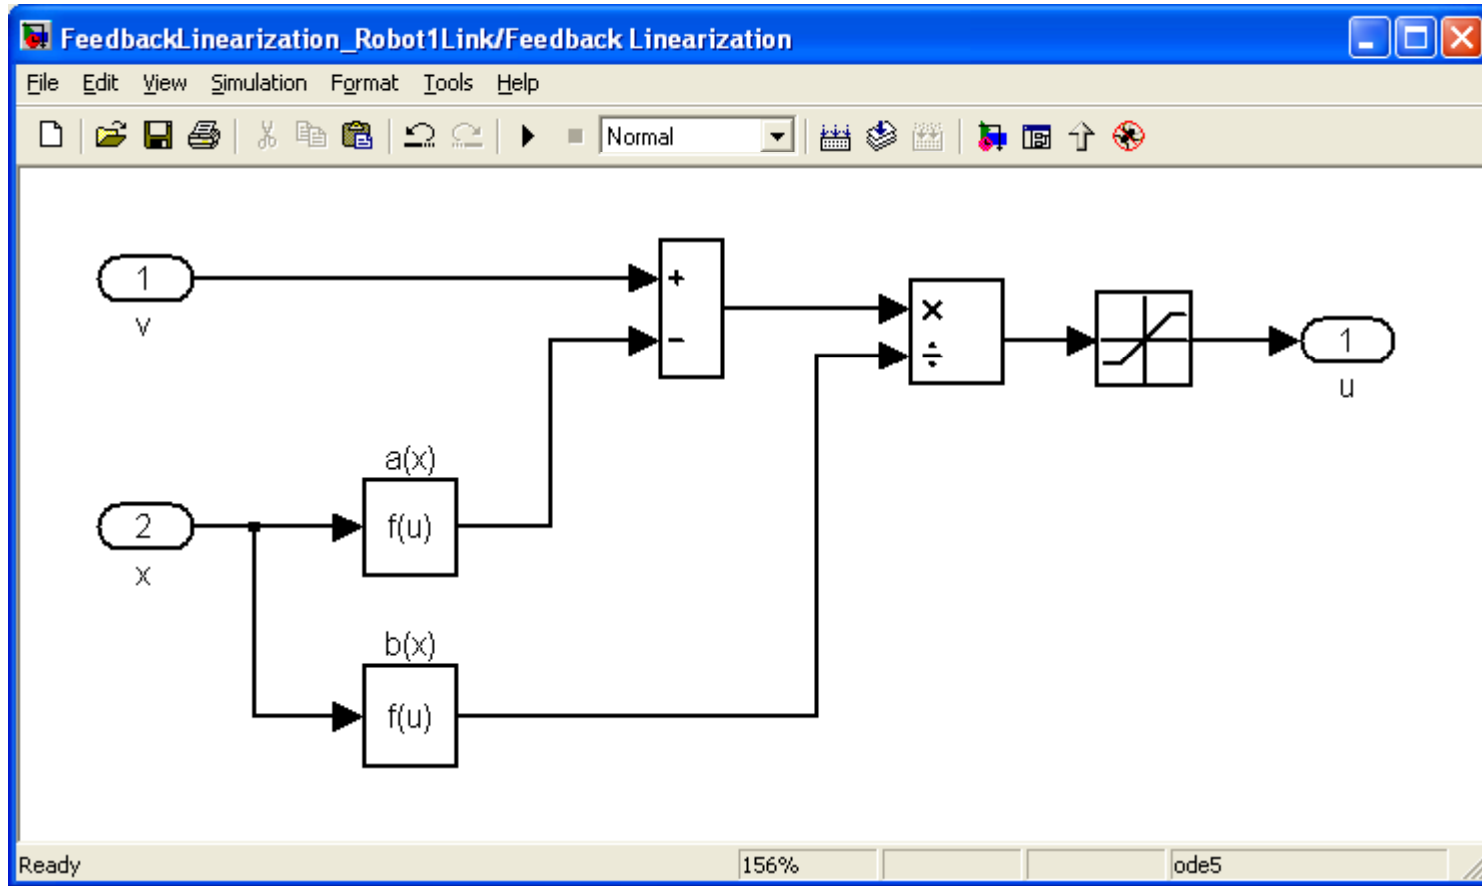 FeedbackLinearization_Robot1Link/Feedback Linearization
File Edit View Simulation Format Tools Help
Normal
1
v
+
-
×
÷
1
u
a(x)
f(u)
2
x
b(x)
f(u)
Ready 156% ode5